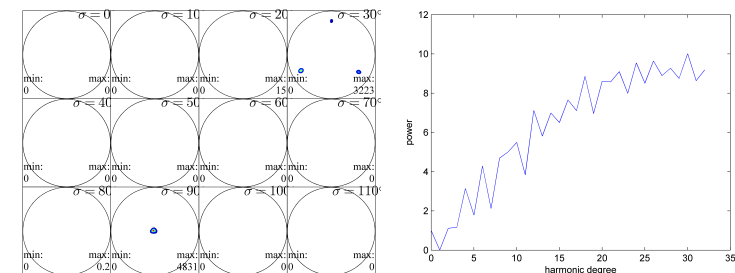 σ = 0
σ = 10
σ = 20
σ = 30°
min: max: min: max: min: max: min: max:
0 0 0 0 0 150 3223
σ = 40
σ = 50
σ = 60
σ = 70°
min: max: min: max: min: max: min: max:
0 0 0 0 0 0 0 0
σ = 80
σ = 90
σ = 100
σ = 110°
min: max: min: max: min: max: min: max:
0 0.2 0 4831 0 0 0 0
12
10
8
6
4
2
0
power
0 5 10 15 20 25 30 35
harmonic degree